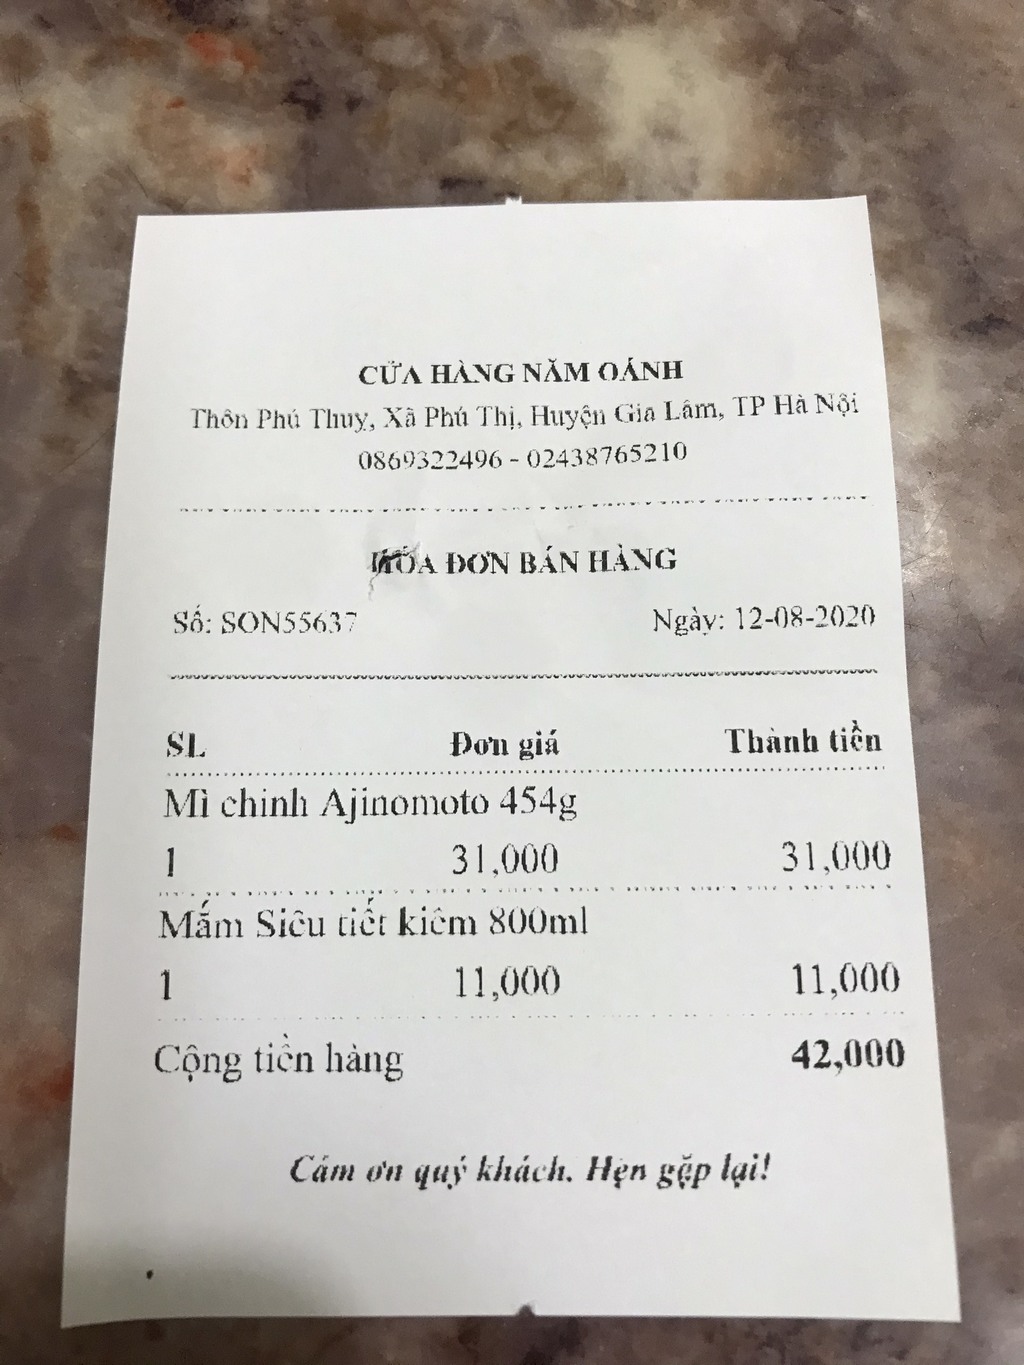 CỬA HÀNG NĂM OÁNH
Thôn Phú Thuy, Xã Phú Thị, Huyện Gia Lâm, TP Hà Nội
0869322496 - 02438765210
HÓA ĐƠN BÁN HÀNG
Số: SON55637
Ngày: 12-08-2020
SL Đơn giá Thành tiền
Mì chinh Ajinomoto 454g
1 31,000 31,000
Mắm Siêu tiết kiêm 800ml
1 11,000 11,000
Cộng tiền hàng 42,000
Cám ơn quý khách. Hẹn gặp lại!